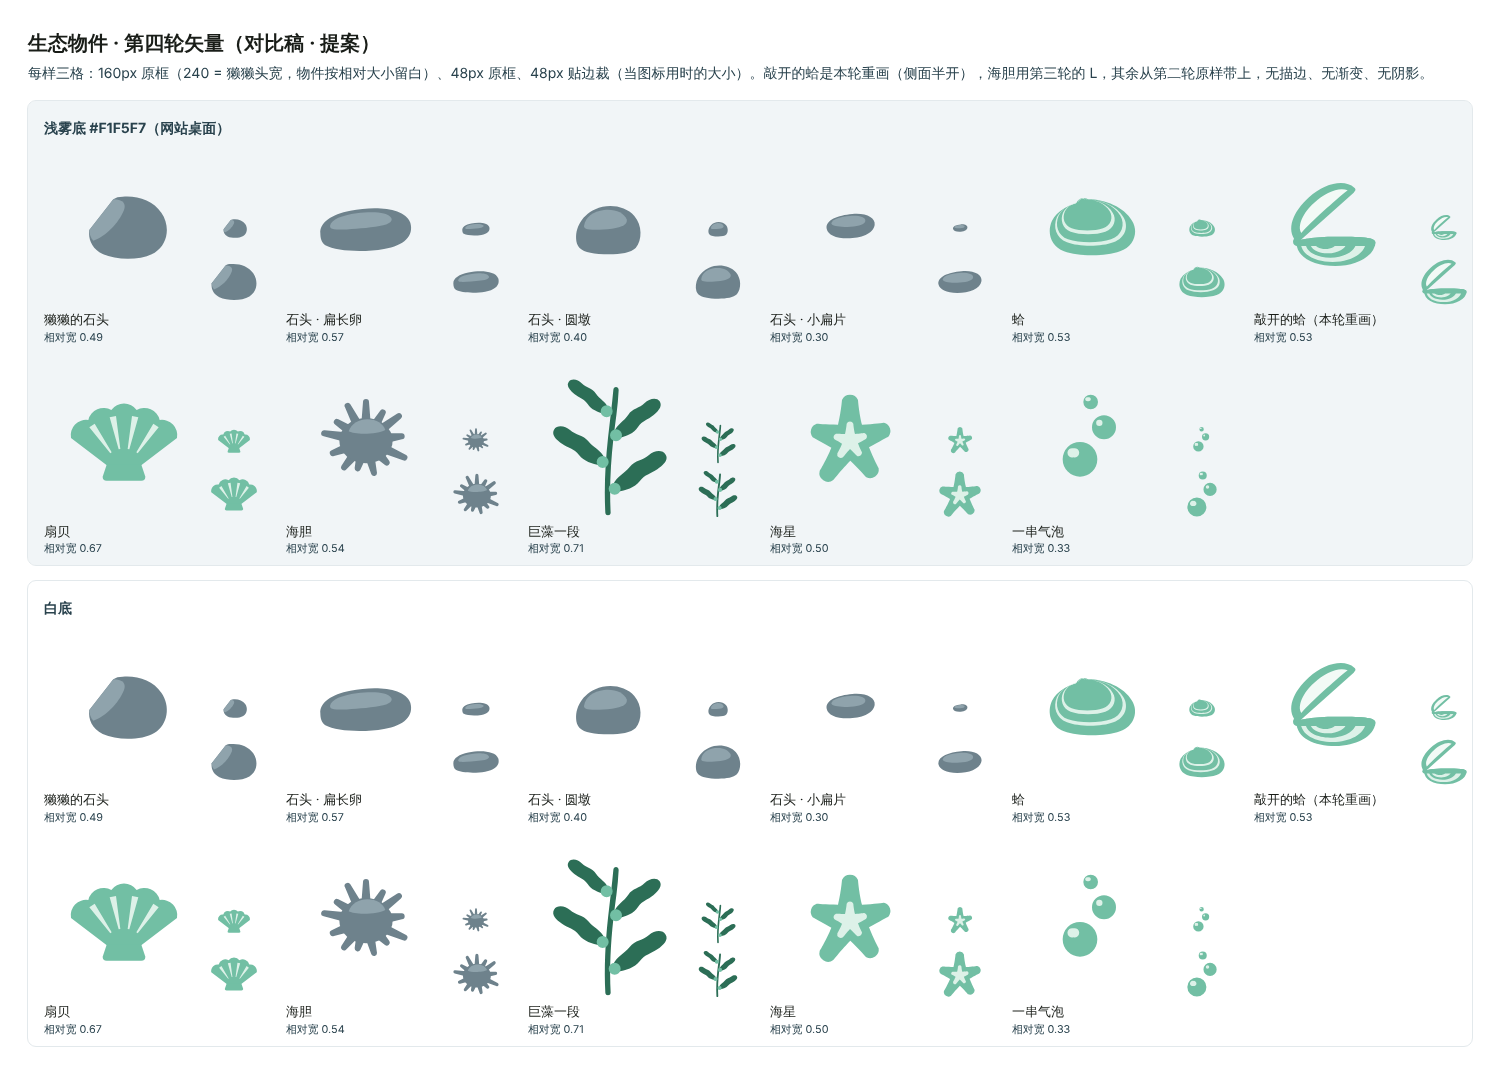 生态物件 · 第四轮矢量（对比稿 · 提案）
每样三格：160px 原框（240 = 獭獭头宽，物件按相对大小留白）、48px 原框、48px 贴边裁（当图标用时的大小）。敲开的蛤是本轮重画（侧面半开），海胆用第三轮的 L，其余从第二轮原样带上，无描边、无渐变、无阴影。
浅雾底 #F1F5F7（网站桌面）
獭獭的石头 石头 · 扁长卵 石头 · 圆墩 石头 · 小扁片 蛤 敲开的蛤（本轮重画）
相对宽 0.49 相对宽 0.57 相对宽 0.40 相对宽 0.30 相对宽 0.53 相对宽 0.53
扇贝 海胆 巨藻一段 海星 一串气泡
相对宽 0.67 相对宽 0.54 相对宽 0.71 相对宽 0.50 相对宽 0.33
白底
獭獭的石头 石头 · 扁长卵 石头 · 圆墩 石头 · 小扁片 蛤 敲开的蛤（本轮重画）
相对宽 0.49 相对宽 0.57 相对宽 0.40 相对宽 0.30 相对宽 0.53 相对宽 0.53
扇贝 海胆 巨藻一段 海星 一串气泡
相对宽 0.67 相对宽 0.54 相对宽 0.71 相对宽 0.50 相对宽 0.33